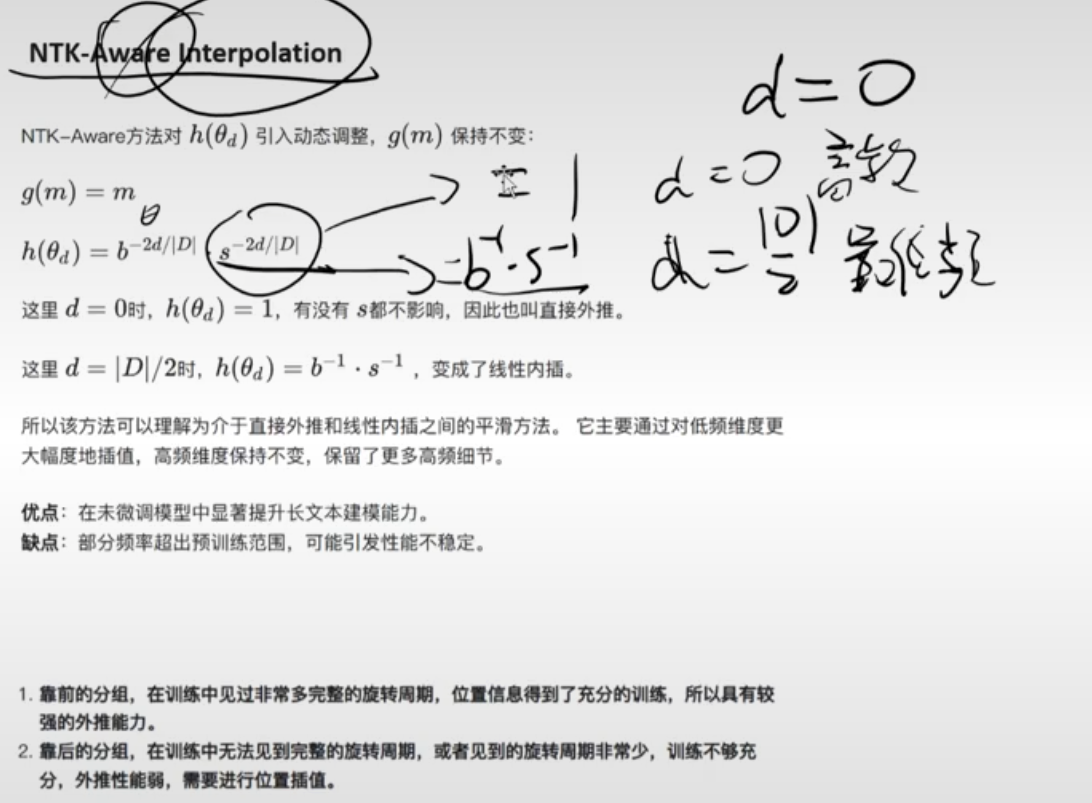 NTK-Aware Interpolation
d = 0
NTK-Aware方法对 h(θ_d) 引入动态调整，g(m) 保持不变：
g(m) = m
= 1
d = 0 高频
θ
h(θ_d) = b^{-2d/|D|} · s^{-2d/|D|}
= b^{-1} · s^{-1}
d = |D|/2 最低频
这里 d = 0时，h(θ_d) = 1，有没有 s都不影响，因此也叫直接外推。
这里 d = |D|/2时，h(θ_d) = b^{-1} · s^{-1} ，变成了线性内插。
所以该方法可以理解为介于直接外推和线性内插之间的平滑方法。 它主要通过对低频维度更
大幅度地插值，高频维度保持不变，保留了更多高频细节。
优点：在未微调模型中显著提升长文本建模能力。
缺点：部分频率超出预训练范围，可能引发性能不稳定。
1. 靠前的分组，在训练中见过非常多完整的旋转周期，位置信息得到了充分的训练，所以具有较
强的外推能力。
2. 靠后的分组，在训练中无法见到完整的旋转周期，或者见到的旋转周期非常少，训练不够充
分，外推性能弱，需要进行位置插值。